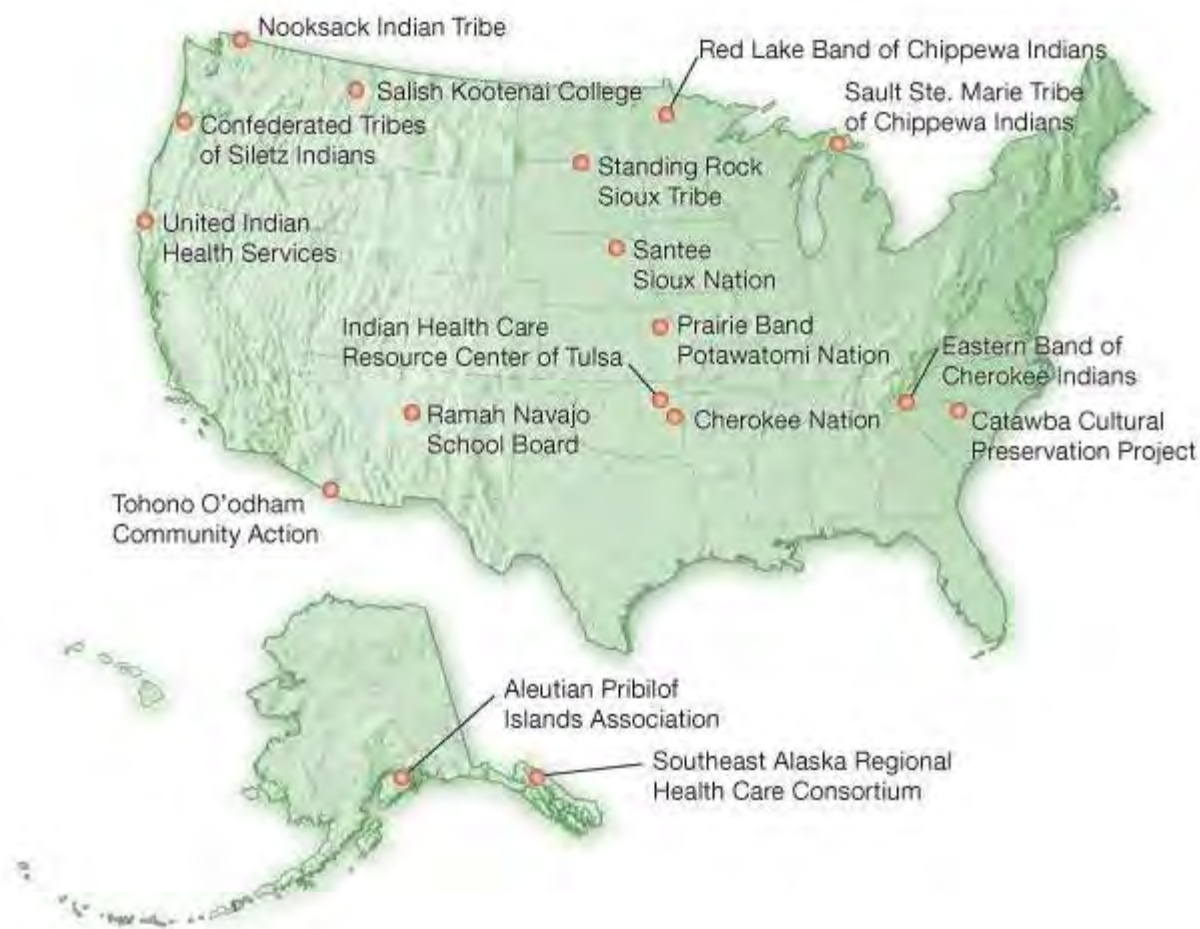 Nooksack Indian Tribe
Red Lake Band of Chippewa Indians
Salish Kootenai College
Sault Ste. Marie Tribe
of Chippewa Indians
Confederated Tribes
of Siletz Indians
Standing Rock
Sioux Tribe
United Indian
Health Services
Santee
Sioux Nation
Indian Health Care
Resource Center of Tulsa
Prairie Band
Potawatomi Nation
Eastern Band of
Cherokee Indians
Ramah Navajo
School Board
Cherokee Nation
Catawba Cultural
Preservation Project
Tohono O'odham
Community Action
Aleutian Pribilof
Islands Association
Southeast Alaska Regional
Health Care Consortium